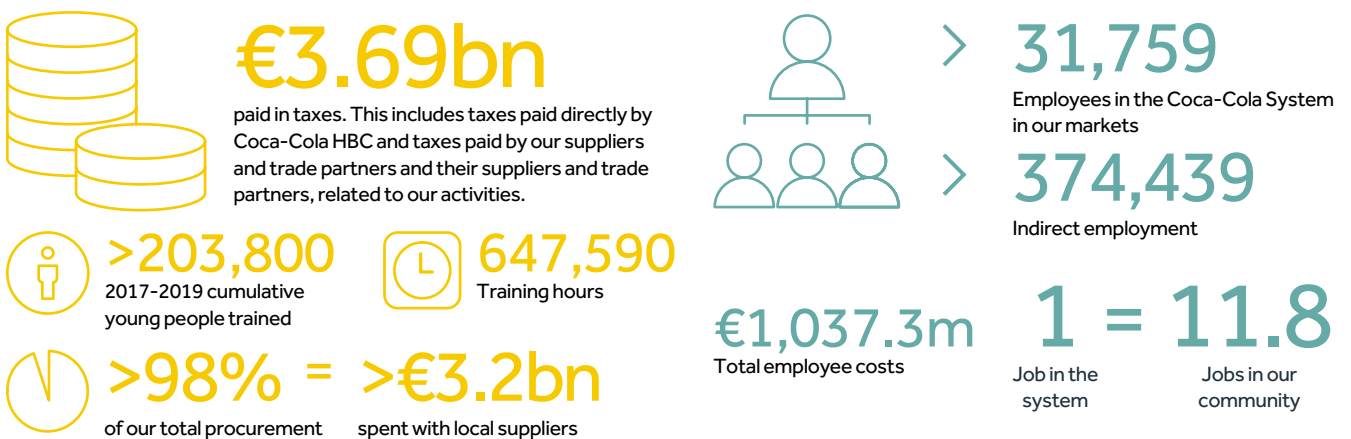 €3.69bn
paid in taxes. This includes taxes paid directly by
Coca-Cola HBC and taxes paid by our suppliers
and trade partners and their suppliers and trade
partners, related to our activities.
>203,800
2017-2019 cumulative
young people trained
647,590
Training hours
>98% = >€3.2bn
of our total procurement spent with local suppliers
> 31,759
Employees in the Coca-Cola System
in our markets
> 374,439
Indirect employment
€1,037.3m
Total employee costs
1 = 11.8
Job in the Jobs in our
system community